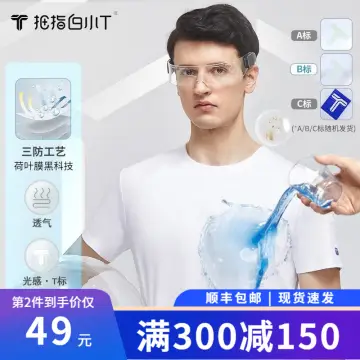 拒指白小T
A标
B标
C标
(*A/B/C标随机发货)
三防工艺
荷叶膜黑科技
透气
光感·T标
第2件到手价仅
49元
顺丰包邮 | 现货速发
满300减150